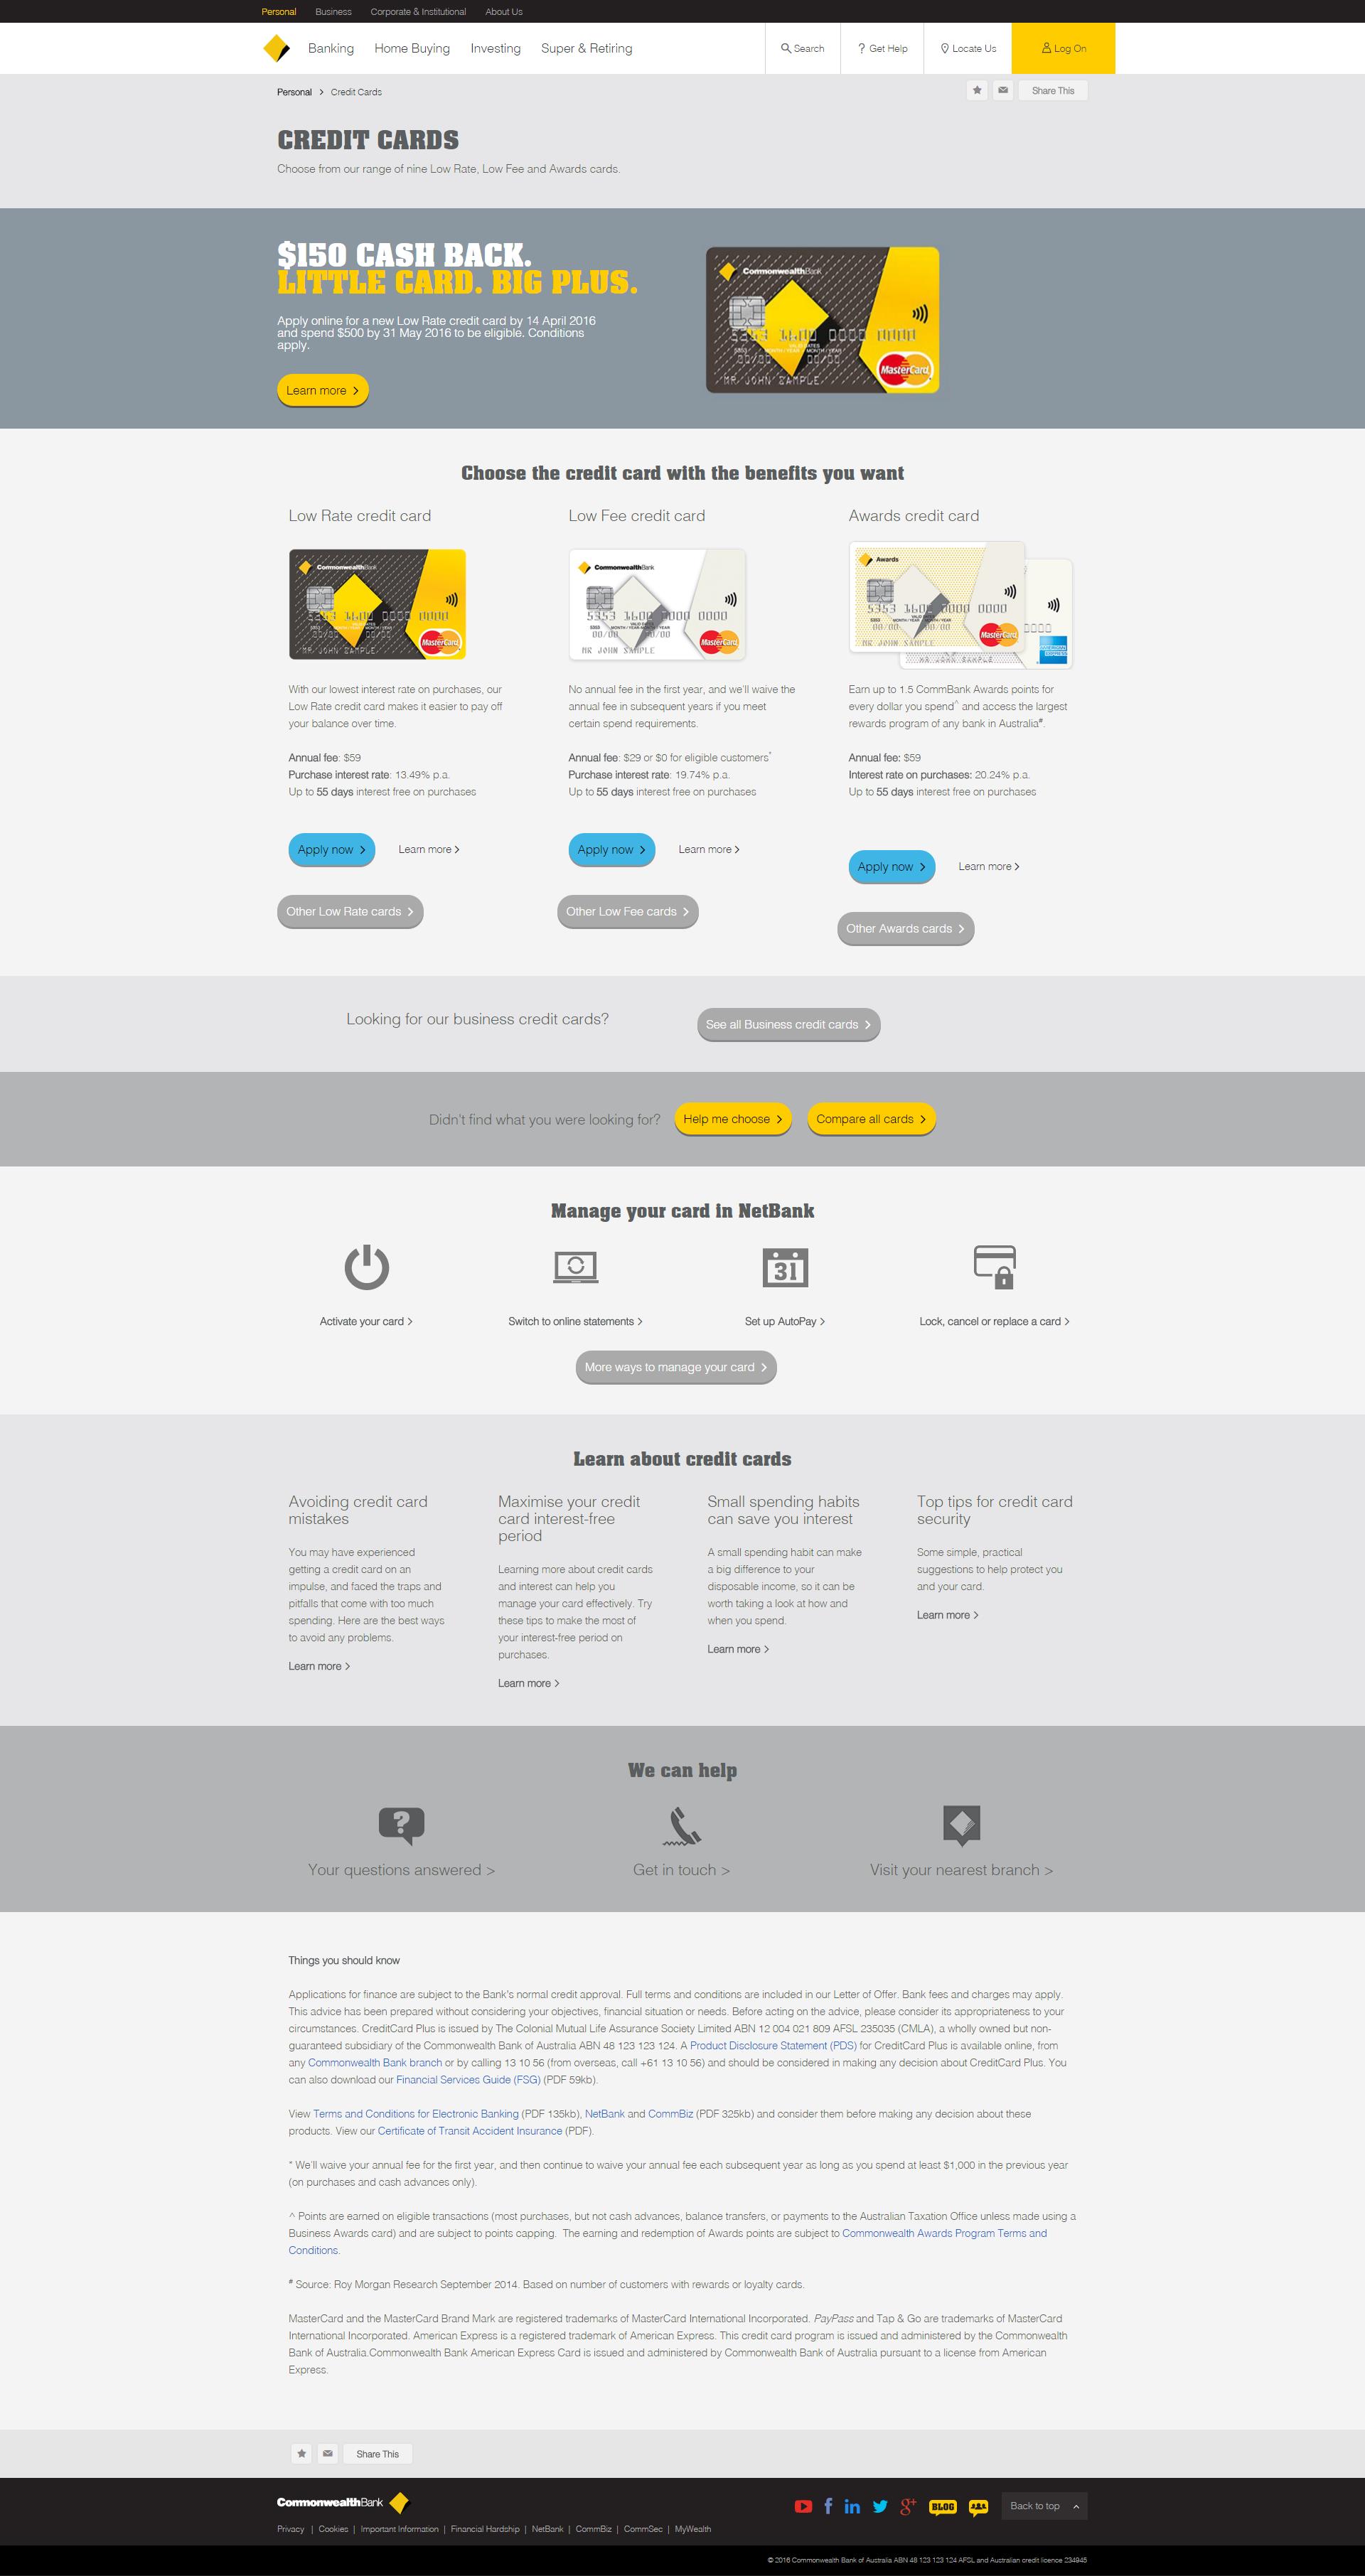 Personal Business Corporate & Institutional About Us
Banking Home Buying Investing Super & Retiring Search Get Help Locate Us Log On
Personal > Credit Cards Share This
CREDIT CARDS
Choose from our range of nine Low Rate, Low Fee and Awards cards.
$150 CASH BACK.
LITTLE CARD. BIG PLUS.
Apply online for a new Low Rate credit card by 14 April 2016
and spend $500 by 31 May 2016 to be eligible. Conditions
apply.
Learn more >
CommonwealthBank
MR JOHN SAMPLE
MasterCard
Choose the credit card with the benefits you want
Low Rate credit card
CommonwealthBank
MR JOHN SAMPLE
MasterCard
With our lowest interest rate on purchases, our
Low Rate credit card makes it easier to pay off
your balance over time.
Annual fee: $59
Purchase interest rate: 13.49% p.a.
Up to 55 days interest free on purchases
Apply now > Learn more >
Other Low Rate cards >
Low Fee credit card
CommonwealthBank
MR JOHN SAMPLE
MasterCard
No annual fee in the first year, and we'll waive the
annual fee in subsequent years if you meet
certain spend requirements.
Annual fee: $29 or $0 for eligible customers*
Purchase interest rate: 19.74% p.a.
Up to 55 days interest free on purchases
Apply now > Learn more >
Other Low Fee cards >
Awards credit card
Awards
5353 1600 0000 0000
MR JOHN SAMPLE
MasterCard
AMERICAN EXPRESS
Earn up to 1.5 CommBank Awards points for
every dollar you spend^ and access the largest
rewards program of any bank in Australia#.
Annual fee: $59
Interest rate on purchases: 20.24% p.a.
Up to 55 days interest free on purchases
Apply now > Learn more >
Other Awards cards >
Looking for our business credit cards? See all Business credit cards >
Didn't find what you were looking for? Help me choose > Compare all cards >
Manage your card in NetBank
31
Activate your card > Switch to online statements > Set up AutoPay > Lock, cancel or replace a card >
More ways to manage your card >
Learn about credit cards
Avoiding credit card
mistakes
You may have experienced
getting a credit card on an
impulse, and faced the traps and
pitfalls that come with too much
spending. Here are the best ways
to avoid any problems.
Learn more >
Maximise your credit
card interest-free
period
Learning more about credit cards
and interest can help you
manage your card effectively. Try
these tips to make the most of
your interest-free period on
purchases.
Learn more >
Small spending habits
can save you interest
A small spending habit can make
a big difference to your
disposable income, so it can be
worth taking a look at how and
when you spend.
Learn more >
Top tips for credit card
security
Some simple, practical
suggestions to help protect you
and your card.
Learn more >
We can help
?
Your questions answered > Get in touch > Visit your nearest branch >
Things you should know
Applications for finance are subject to the Bank's normal credit approval. Full terms and conditions are included in our Letter of Offer. Bank fees and charges may apply.
This advice has been prepared without considering your objectives, financial situation or needs. Before acting on the advice, please consider its appropriateness to your
circumstances. CreditCard Plus is issued by The Colonial Mutual Life Assurance Society Limited ABN 12 004 021 809 AFSL 235035 (CMLA), a wholly owned but non-
guaranteed subsidiary of the Commonwealth Bank of Australia ABN 48 123 123 124. A Product Disclosure Statement (PDS) for CreditCard Plus is available online, from
any Commonwealth Bank branch or by calling 13 10 56 (from overseas, call +61 13 10 56) and should be considered in making any decision about CreditCard Plus. You
can also download our Financial Services Guide (FSG) (PDF 59kb).
View Terms and Conditions for Electronic Banking (PDF 135kb), NetBank and CommBiz (PDF 325kb) and consider them before making any decision about these
products. View our Certificate of Transit Accident Insurance (PDF).
* We'll waive your annual fee for the first year, and then continue to waive your annual fee each subsequent year as long as you spend at least $1,000 in the previous year
(on purchases and cash advances only).
^ Points are earned on eligible transactions (most purchases, but not cash advances, balance transfers, or payments to the Australian Taxation Office unless made using a
Business Awards card) and are subject to points capping. The earning and redemption of Awards points are subject to Commonwealth Awards Program Terms and
Conditions.
# Source: Roy Morgan Research September 2014. Based on number of customers with rewards or loyalty cards.
MasterCard and the MasterCard Brand Mark are registered trademarks of MasterCard International Incorporated. PayPass and Tap & Go are trademarks of MasterCard
International Incorporated. American Express is a registered trademark of American Express. This credit card program is issued and administered by the Commonwealth
Bank of Australia.Commonwealth Bank American Express Card is issued and administered by Commonwealth Bank of Australia pursuant to a license from American
Express.
Share This
CommonwealthBank BLOG Back to top
Privacy | Cookies | Important Information | Financial Hardship | NetBank | CommBiz | CommSec | MyWealth
© 2016 Commonwealth Bank of Australia ABN 48 123 123 124 AFSL and Australian credit licence 234945